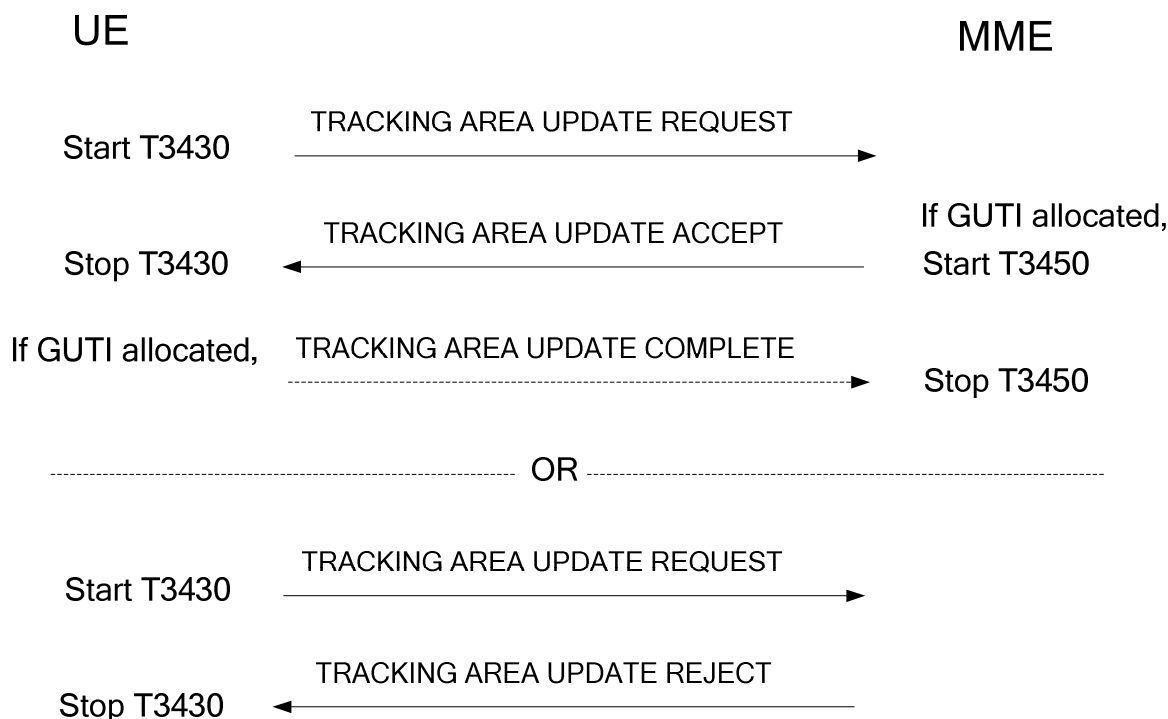 UE
MME
TRACKING AREA UPDATE REQUEST
Start T3430
If GUTI allocated,
TRACKING AREA UPDATE ACCEPT
Stop T3430
Start T3450
If GUTI allocated,
TRACKING AREA UPDATE COMPLETE
Stop T3450
OR
TRACKING AREA UPDATE REQUEST
Start T3430
TRACKING AREA UPDATE REJECT
Stop T3430